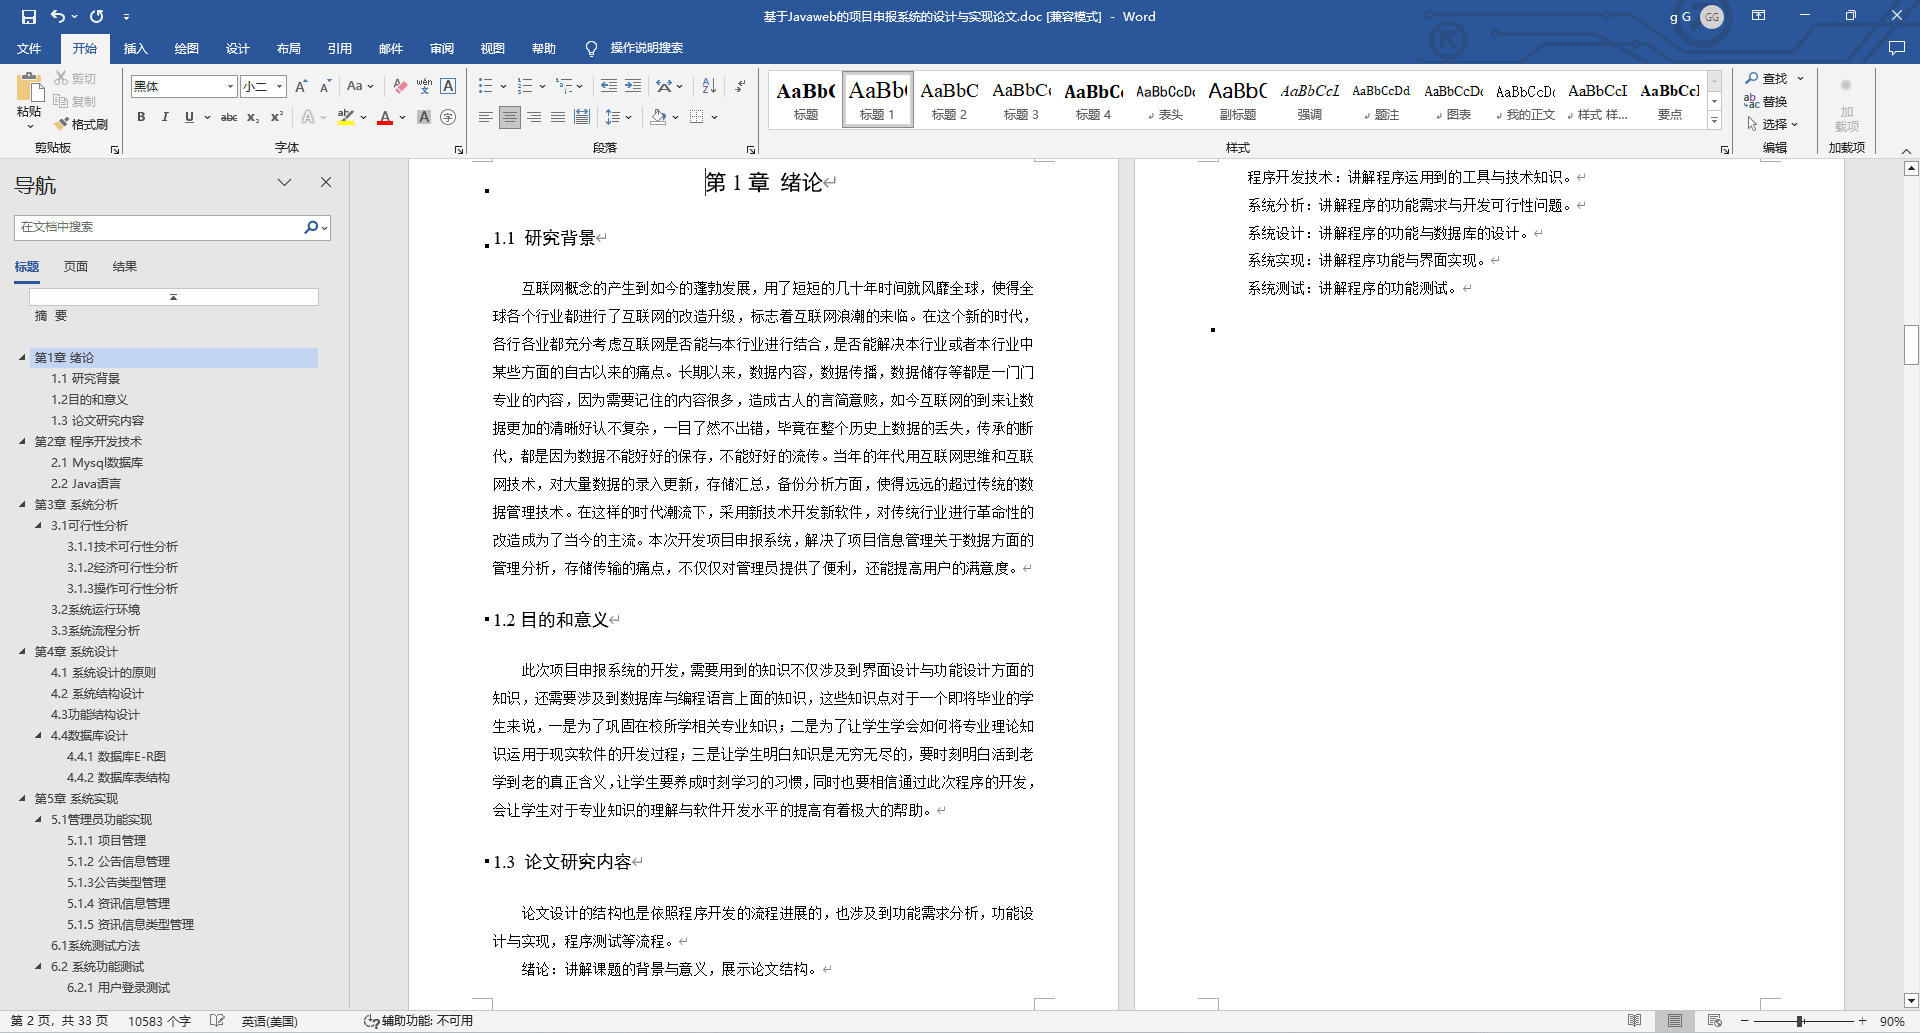 基于Javaweb的项目申报系统的设计与实现论文.doc [兼容模式] - Word
g G
GG
文件 开始 插入 绘图 设计 布局 引用 邮件 审阅 视图 帮助 操作说明搜索
粘贴
剪切
复制
格式刷
剪贴板
黑体 小二
字体
段落
AaBbC 标题
AaBb( 标题 1
AaBbC 标题 2
AaBbC 标题 3
AaBbC 标题 4
AaBbCcDc 表头
AaBbC 副标题
AaBbCcL 强调
AaBbCcDd 题注
AaBbCcDc 图表
AaBbCcDc 我的正文
AaBbCcI 样式 样...
AaBbCcl 要点
样式
查找
替换
选择
编辑
加载项
加载项
导航
在文档中搜索
标题 页面 结果
摘 要
第1章 绪论
1.1 研究背景
1.2目的和意义
1.3 论文研究内容
第2章 程序开发技术
2.1 Mysql数据库
2.2 Java语言
第3章 系统分析
3.1可行性分析
3.1.1技术可行性分析
3.1.2经济可行性分析
3.1.3操作可行性分析
3.2系统运行环境
3.3系统流程分析
第4章 系统设计
4.1 系统设计的原则
4.2 系统结构设计
4.3功能结构设计
4.4数据库设计
4.4.1 数据库E-R图
4.4.2 数据库表结构
第5章 系统实现
5.1管理员功能实现
5.1.1 项目管理
5.1.2 公告信息管理
5.1.3公告类型管理
5.1.4 资讯信息管理
5.1.5 资讯信息类型管理
6.1系统测试方法
6.2 系统功能测试
6.2.1 用户登录测试
第 1 章 绪论
1.1 研究背景
互联网概念的产生到如今的蓬勃发展，用了短短的几十年时间就风靡全球，使得全
球各个行业都进行了互联网的改造升级，标志着互联网浪潮的来临。在这个新的时代，
各行各业都充分考虑互联网是否能与本行业进行结合，是否能解决本行业或者本行业中
某些方面的自古以来的痛点。长期以来，数据内容，数据传播，数据储存等都是一门门
专业的内容，因为需要记住的内容很多，造成古人的言简意赅，如今互联网的到来让数
据更加的清晰好认不复杂，一目了然不出错，毕竟在整个历史上数据的丢失，传承的断
代，都是因为数据不能好好的保存，不能好好的流传。当年的年代用互联网思维和互联
网技术，对大量数据的录入更新，存储汇总，备份分析方面，使得远远的超过传统的数
据管理技术。在这样的时代潮流下，采用新技术开发新软件，对传统行业进行革命性的
改造成为了当今的主流。本次开发项目申报系统，解决了项目信息管理关于数据方面的
管理分析，存储传输的痛点，不仅仅对管理员提供了便利，还能提高用户的满意度。
1.2 目的和意义
此次项目申报系统的开发，需要用到的知识不仅涉及到界面设计与功能设计方面的
知识，还需要涉及到数据库与编程语言上面的知识，这些知识点对于一个即将毕业的学
生来说，一是为了巩固在校所学相关专业知识；二是为了让学生学会如何将专业理论知
识运用于现实软件的开发过程；三是让学生明白知识是无穷无尽的，要时刻明白活到老
学到老的真正含义，让学生要养成时刻学习的习惯，同时也要相信通过此次程序的开发，
会让学生对于专业知识的理解与软件开发水平的提高有着极大的帮助。
1.3 论文研究内容
论文设计的结构也是依照程序开发的流程进展的，也涉及到功能需求分析，功能设
计与实现，程序测试等流程。
绪论：讲解课题的背景与意义，展示论文结构。
程序开发技术：讲解程序运用到的工具与技术知识。
系统分析：讲解程序的功能需求与开发可行性问题。
系统设计：讲解程序的功能与数据库的设计。
系统实现：讲解程序功能与界面实现。
系统测试：讲解程序的功能测试。
第 2 页，共 33 页 10583 个字 英语(美国) 辅助功能: 不可用 90%